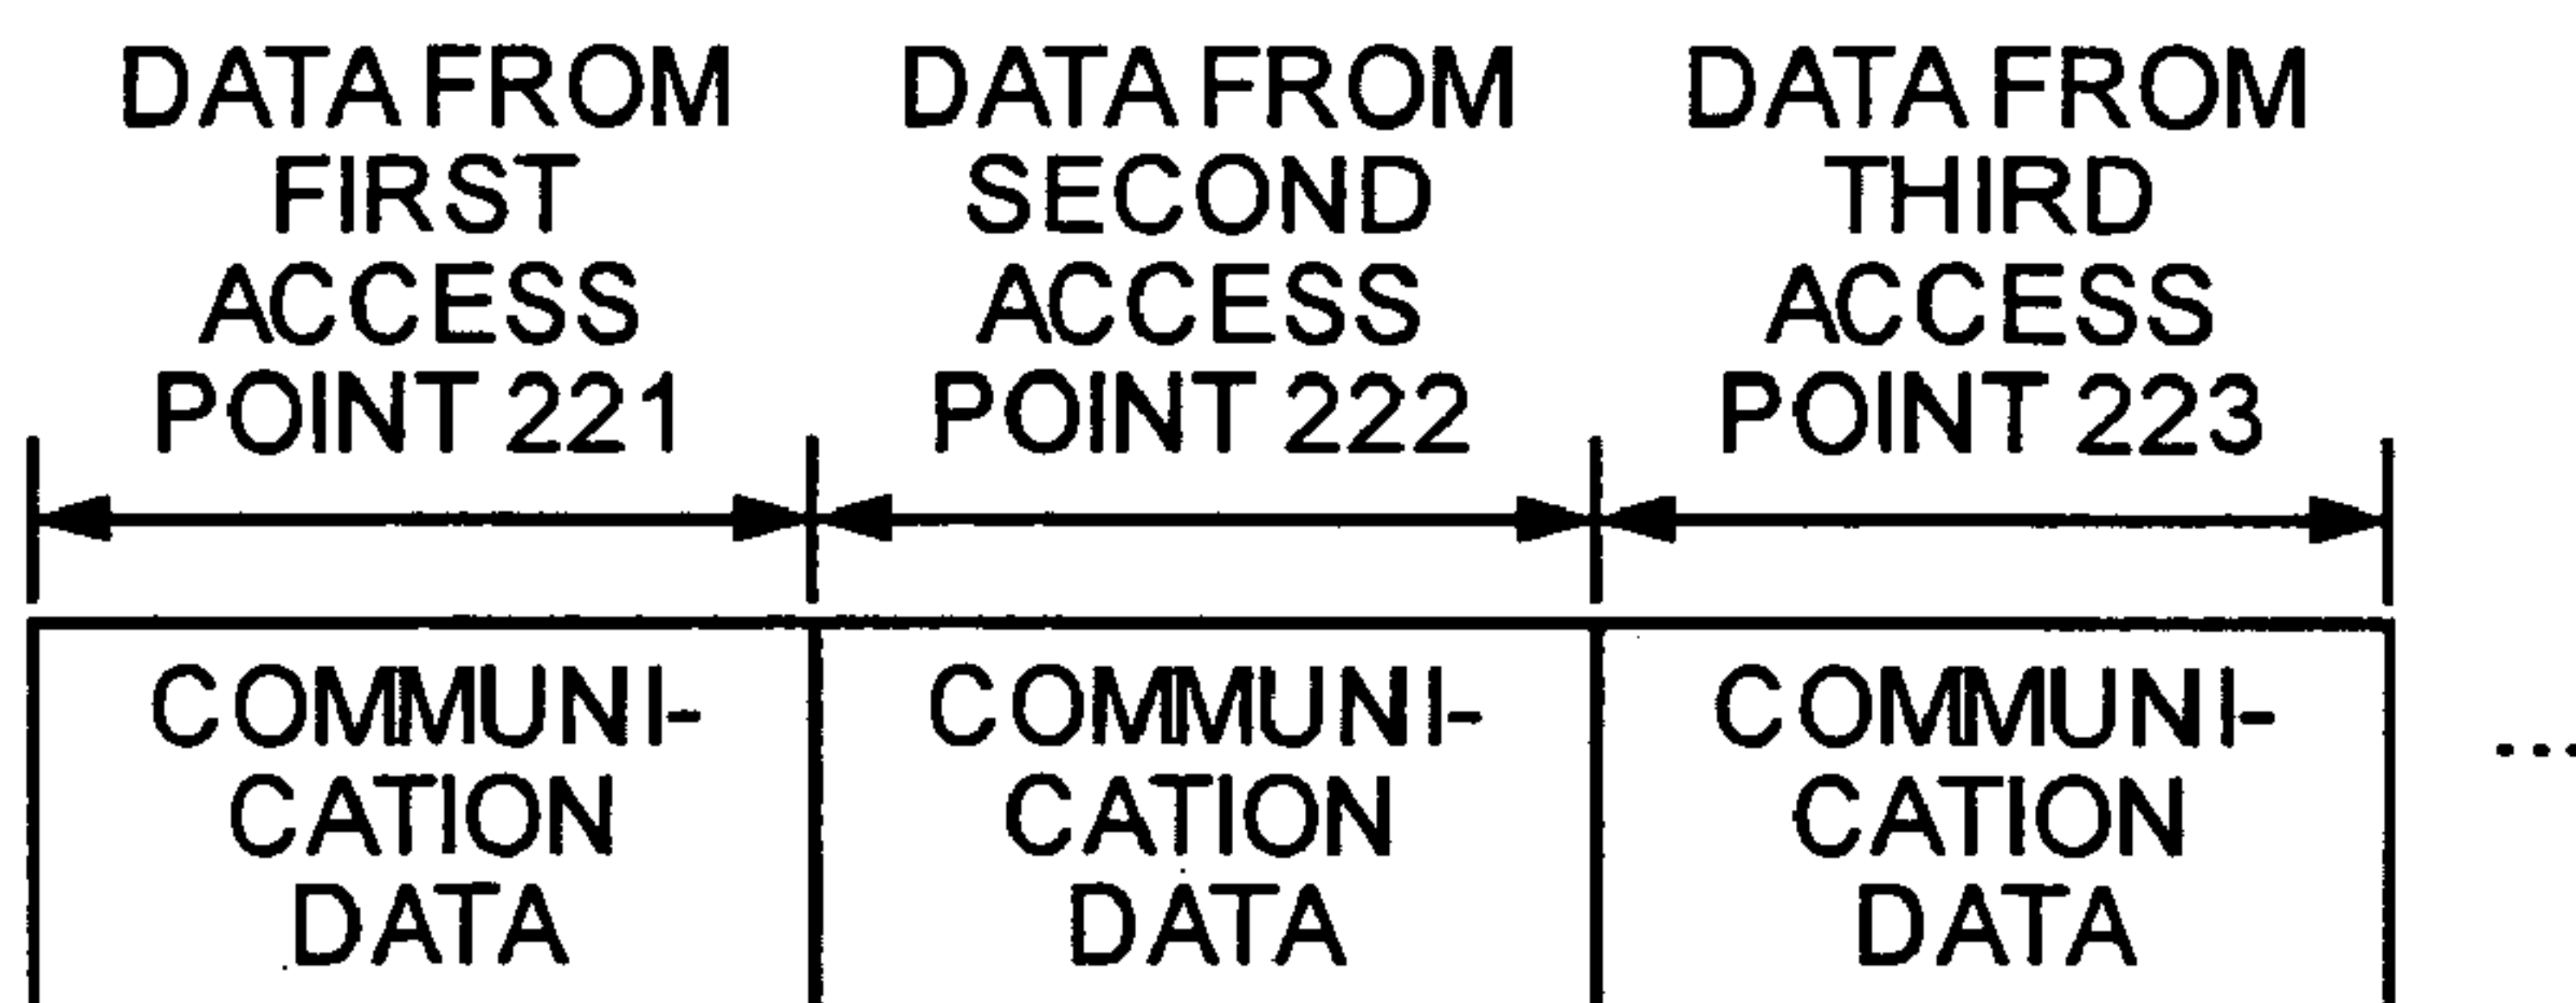 DATA FROM
FIRST
ACCESS
POINT 221
DATA FROM
SECOND
ACCESS
POINT 222
DATA FROM
THIRD
ACCESS
POINT 223
COMMUNI-
CATION
DATA
COMMUNI-
CATION
DATA
COMMUNI-
CATION
DATA
...